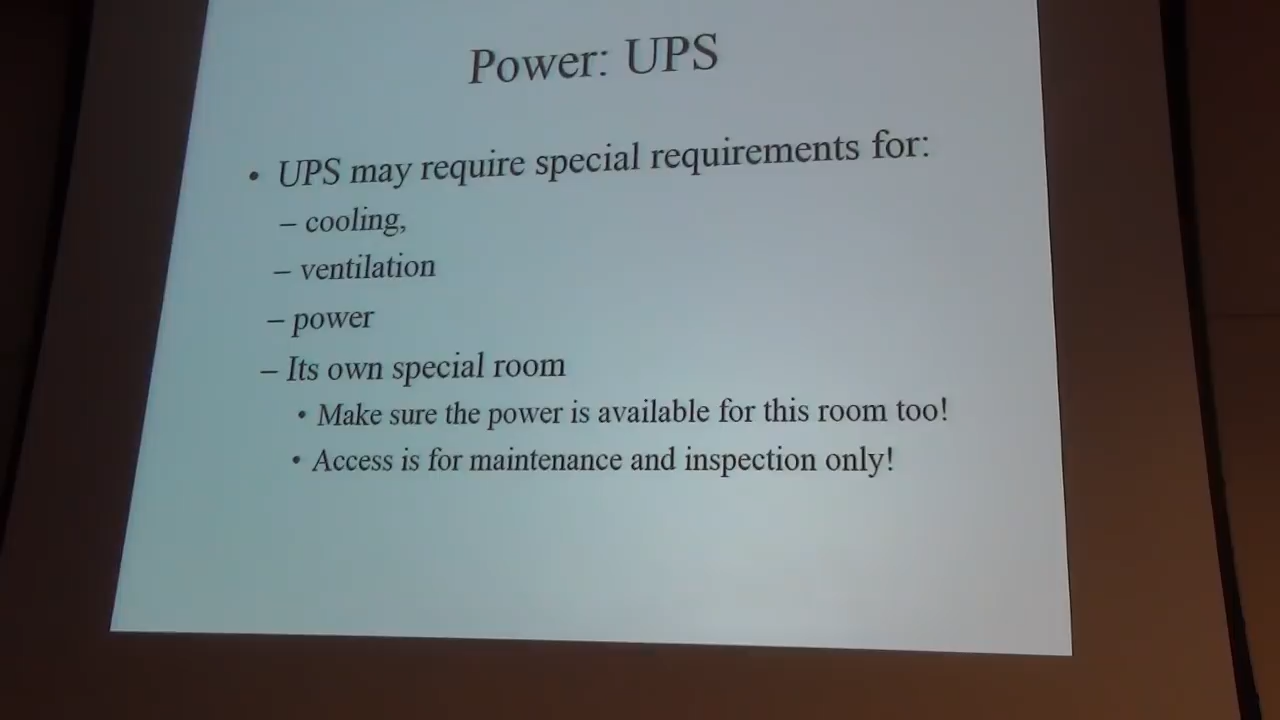 Power: UPS
• UPS may require special requirements for:
– cooling,
– ventilation
– power
– Its own special room
• Make sure the power is available for this room too!
• Access is for maintenance and inspection only!